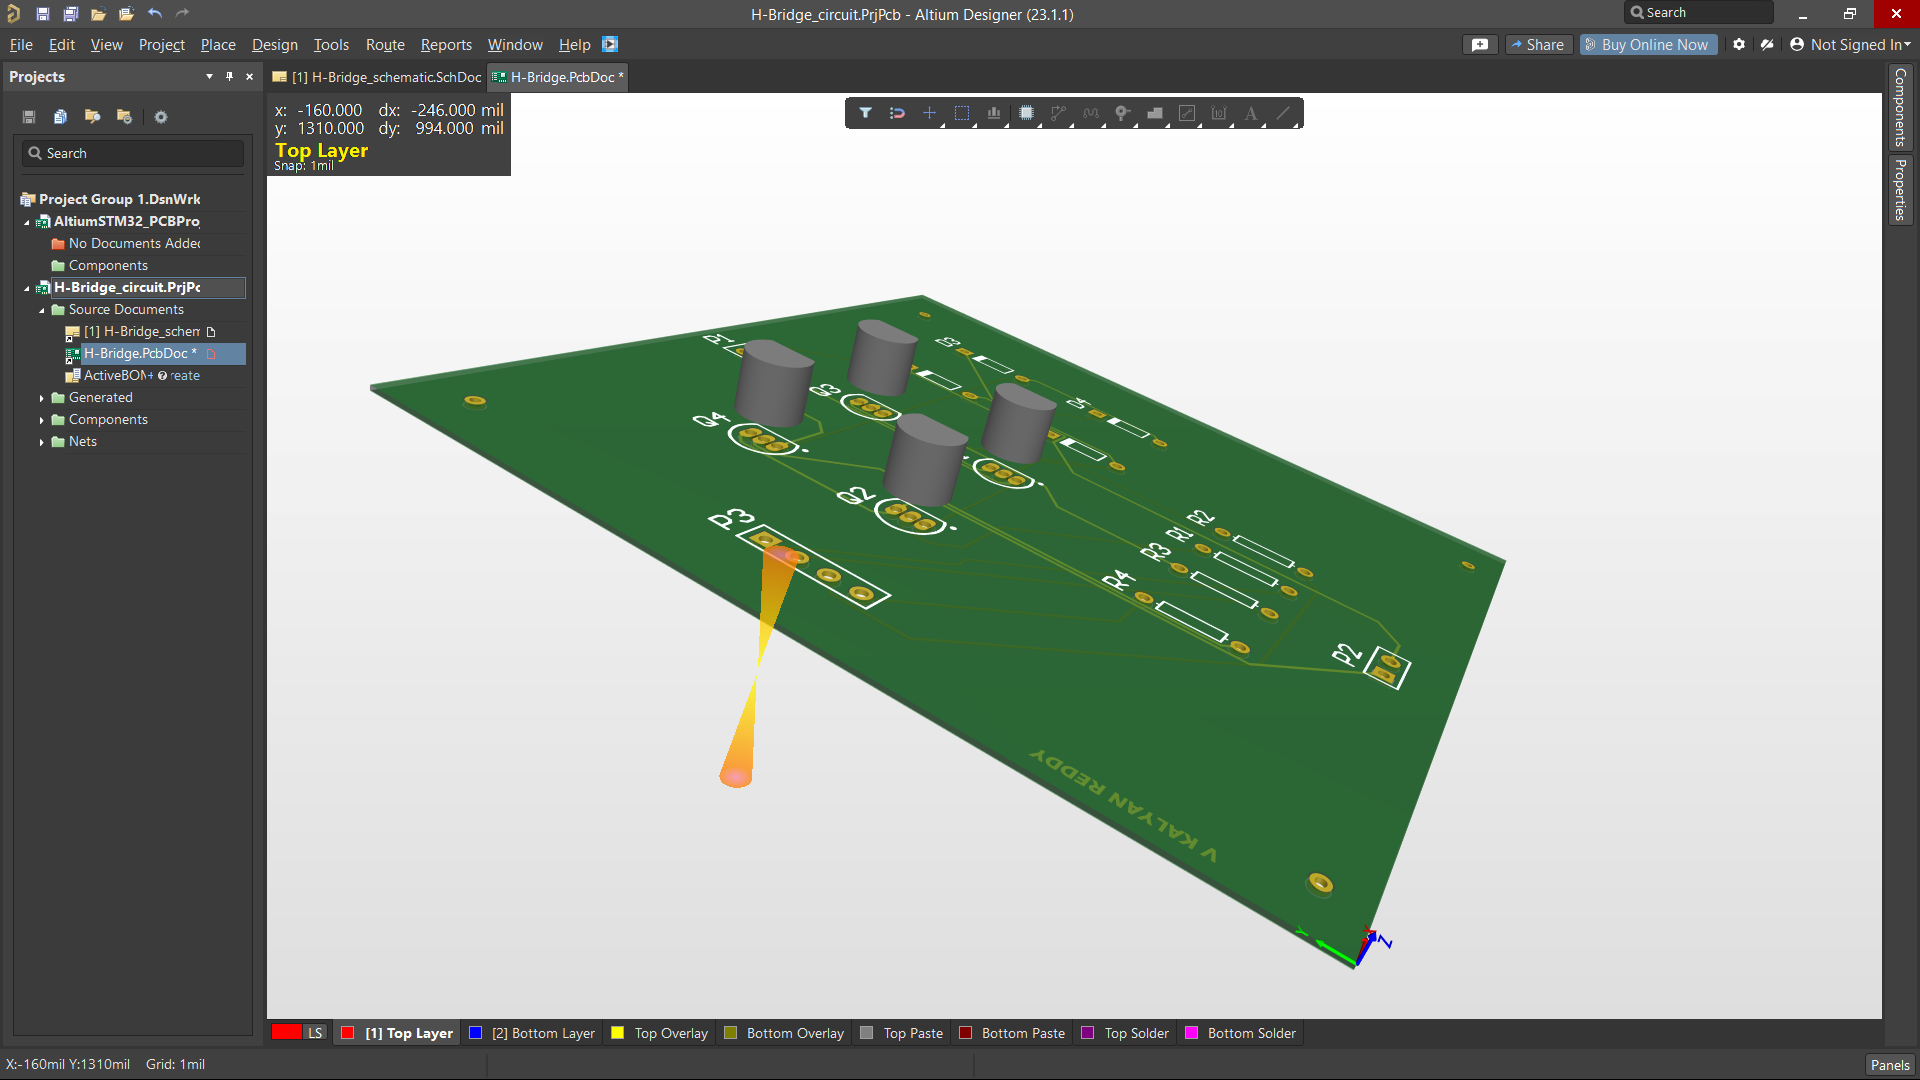 H-Bridge_circuit.PrjPcb - Altium Designer (23.1.1)
Search
File Edit View Project Place Design Tools Route Reports Window Help
Share
Buy Online Now
Not Signed In
Projects
[1] H-Bridge_schematic.SchDoc
H-Bridge.PcbDoc *
Search
Project Group 1.DsnWrk
AltiumSTM32_PCBPro
No Documents Added
Components
H-Bridge_circuit.PrjPc
Source Documents
[1] H-Bridge_schem
H-Bridge.PcbDoc *
ActiveBOM
reate
Generated
Components
Nets
x: -160.000 dx: -246.000 mil
y: 1310.000 dy: 994.000 mil
Top Layer
Snap: 1mil
Q3
Q4
D4
Q2
P3
R2
R1
R3
R4
P2
V KALYAN REDDY
Y
Z
Components
Properties
LS
[1] Top Layer
[2] Bottom Layer
Top Overlay
Bottom Overlay
Top Paste
Bottom Paste
Top Solder
Bottom Solder
X:-160mil Y:1310mil Grid: 1mil
Panels